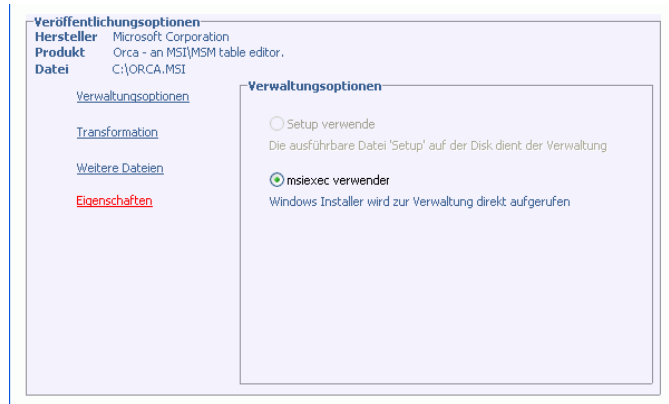 Veröffentlichungsoptionen
Hersteller Microsoft Corporation
Produkt Orca - an MSI\MSM table editor.
Datei C:\ORCA.MSI
Verwaltungsoptionen
Transformation
Weitere Dateien
Eigenschaften
Verwaltungsoptionen
Setup verwende
Die ausführbare Datei 'Setup' auf der Disk dient der Verwaltung
msiexec verwender
Windows Installer wird zur Verwaltung direkt aufgerufen